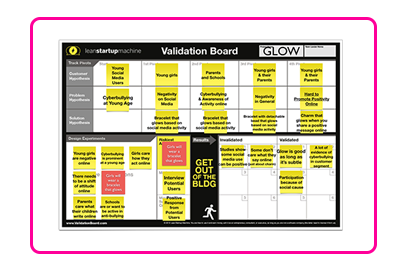 leanstartupmachine
Validation Board
GLOW
Track Pivots
Customer
Hypothesis
Young
Social
Media
Users
Young girls
Parents
and Schools
Young girls
& their
Parents
Young girls
& their
Parents
Problem
Hypothesis
Cyberbullying
at Young Age
Negativity
on Social
Media
Cyberbullying
& Awareness of
Activity online
Negativity
in General
Hard to
Promote Positivity
Online
Solution
Hypothesis
Bracelet that
glows based on
social media activity
Bracelet that
glows based on
social media activity
Bracelet with detachable
bead that glows
based on social
media activity
Charm that
glows when you
share a positive
message online
Design Experiments
Results
Invalidated
Validated
Young girls
are negative
online
Cyberbullying
is prominent
at a young age
Girls care
how they
act online
Girls will
wear a
bracelet
that glows
GET
OUT
OF THE
BLDG
Studies show
some social
media use
can be positive
Some don't
care what they
say online
Glow is good
as long as
it's subtle
A lot of
evidence of
cyberbullying
in customer
segment
There needs
to be a shift
of attitude
online
Girls will
wear a
bracelet
that glows
Interview
Potential
Users
Participation
because of
social cause
Parents
care what
their children
write online
Schools
are or want to
be active in
anti-bullying
Positive
Response from
Potential
Users
www.ValidationBoard.com